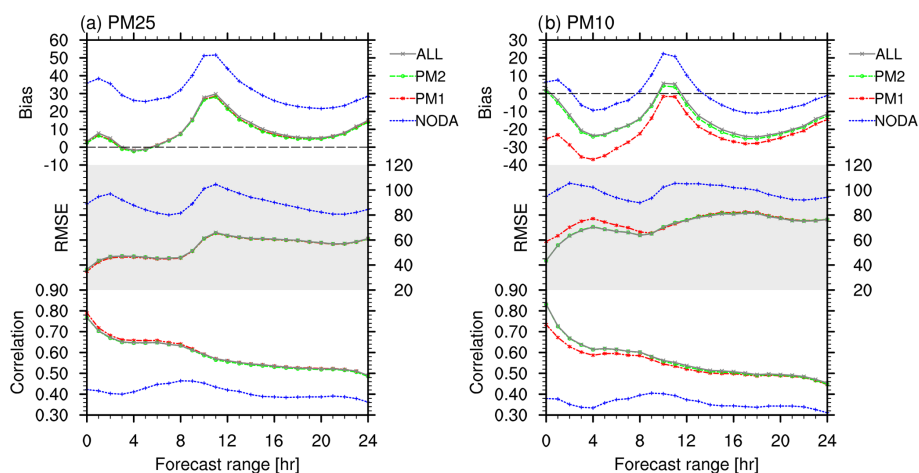 (a) PM25
60
50
40
30
20
10
0
-10
Bias
ALL
PM2
PM1
NODA
120
100
80
60
40
20
RMSE
0.90
0.80
0.70
0.60
0.50
0.40
0.30
Correlation
0 4 8 12 16 20 24
Forecast range [hr]
(b) PM10
30
20
10
0
-10
-20
-30
-40
Bias
ALL
PM2
PM1
NODA
120
100
80
60
40
20
RMSE
0.90
0.80
0.70
0.60
0.50
0.40
0.30
Correlation
0 4 8 12 16 20 24
Forecast range [hr]